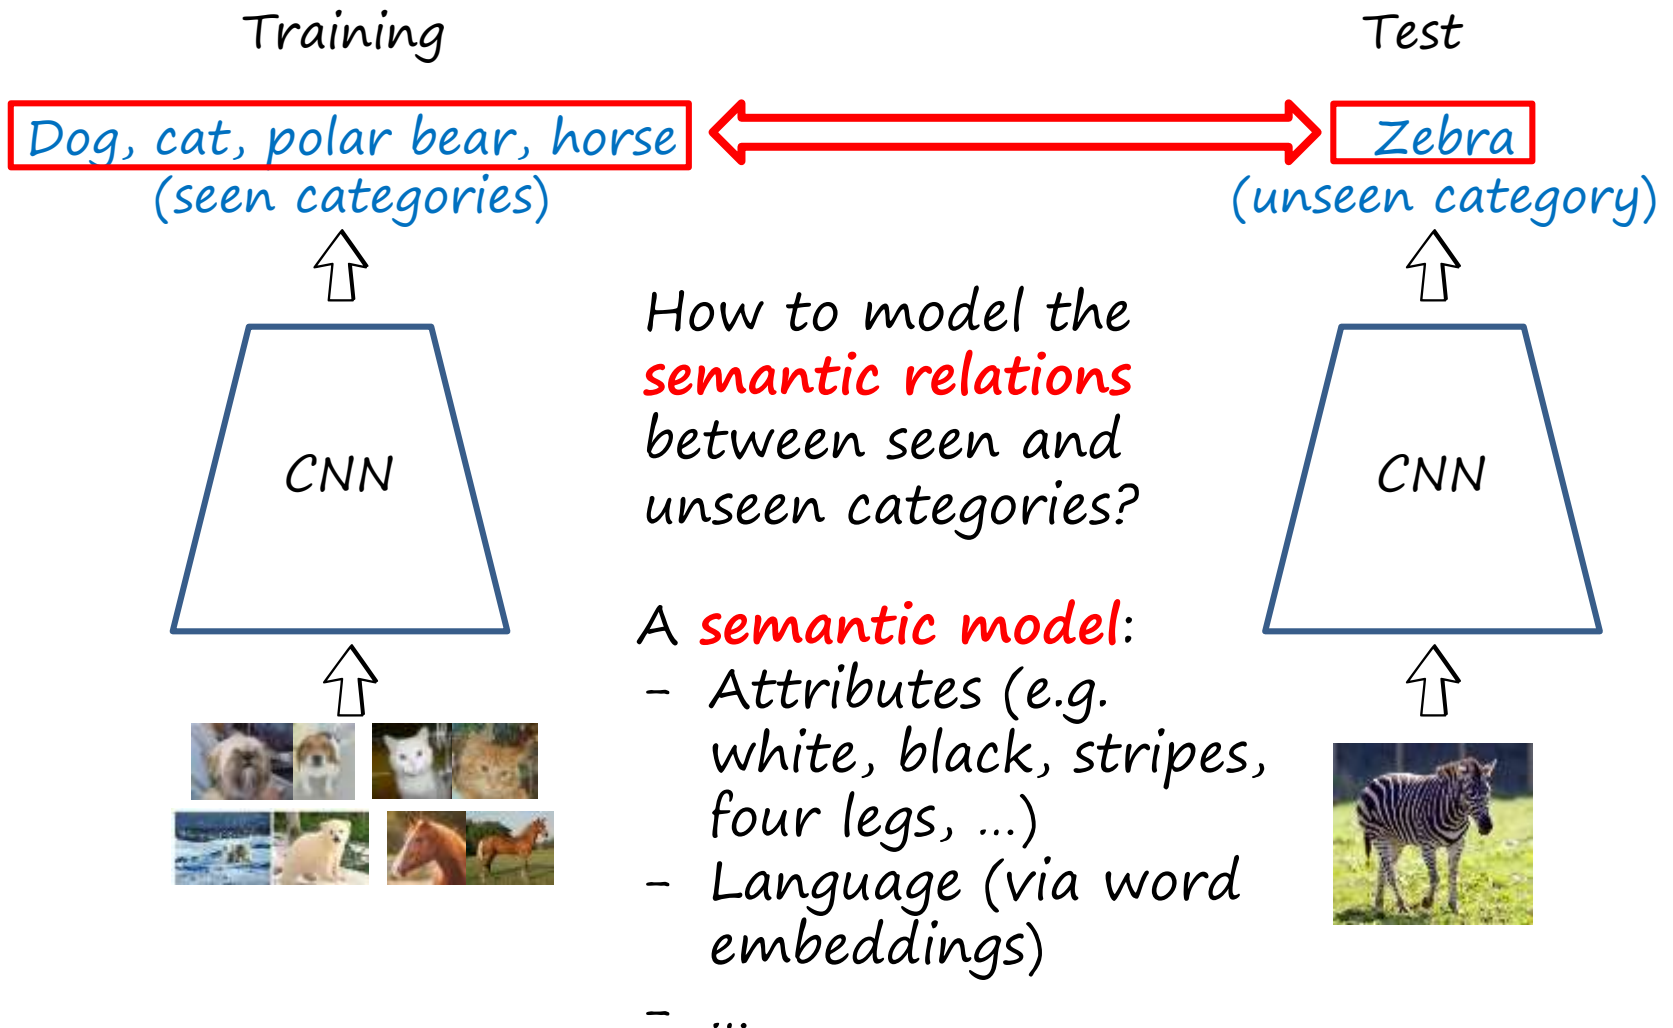 Training
Test
Dog, cat, polar bear, horse
Zebra
(seen categories)
(unseen category)
How to model the
semantic relations
between seen and
unseen categories?
CNN
CNN
A semantic model:
- Attributes (e.g.
white, black, stripes,
four legs, ...)
- Language (via word
embeddings)
- ...